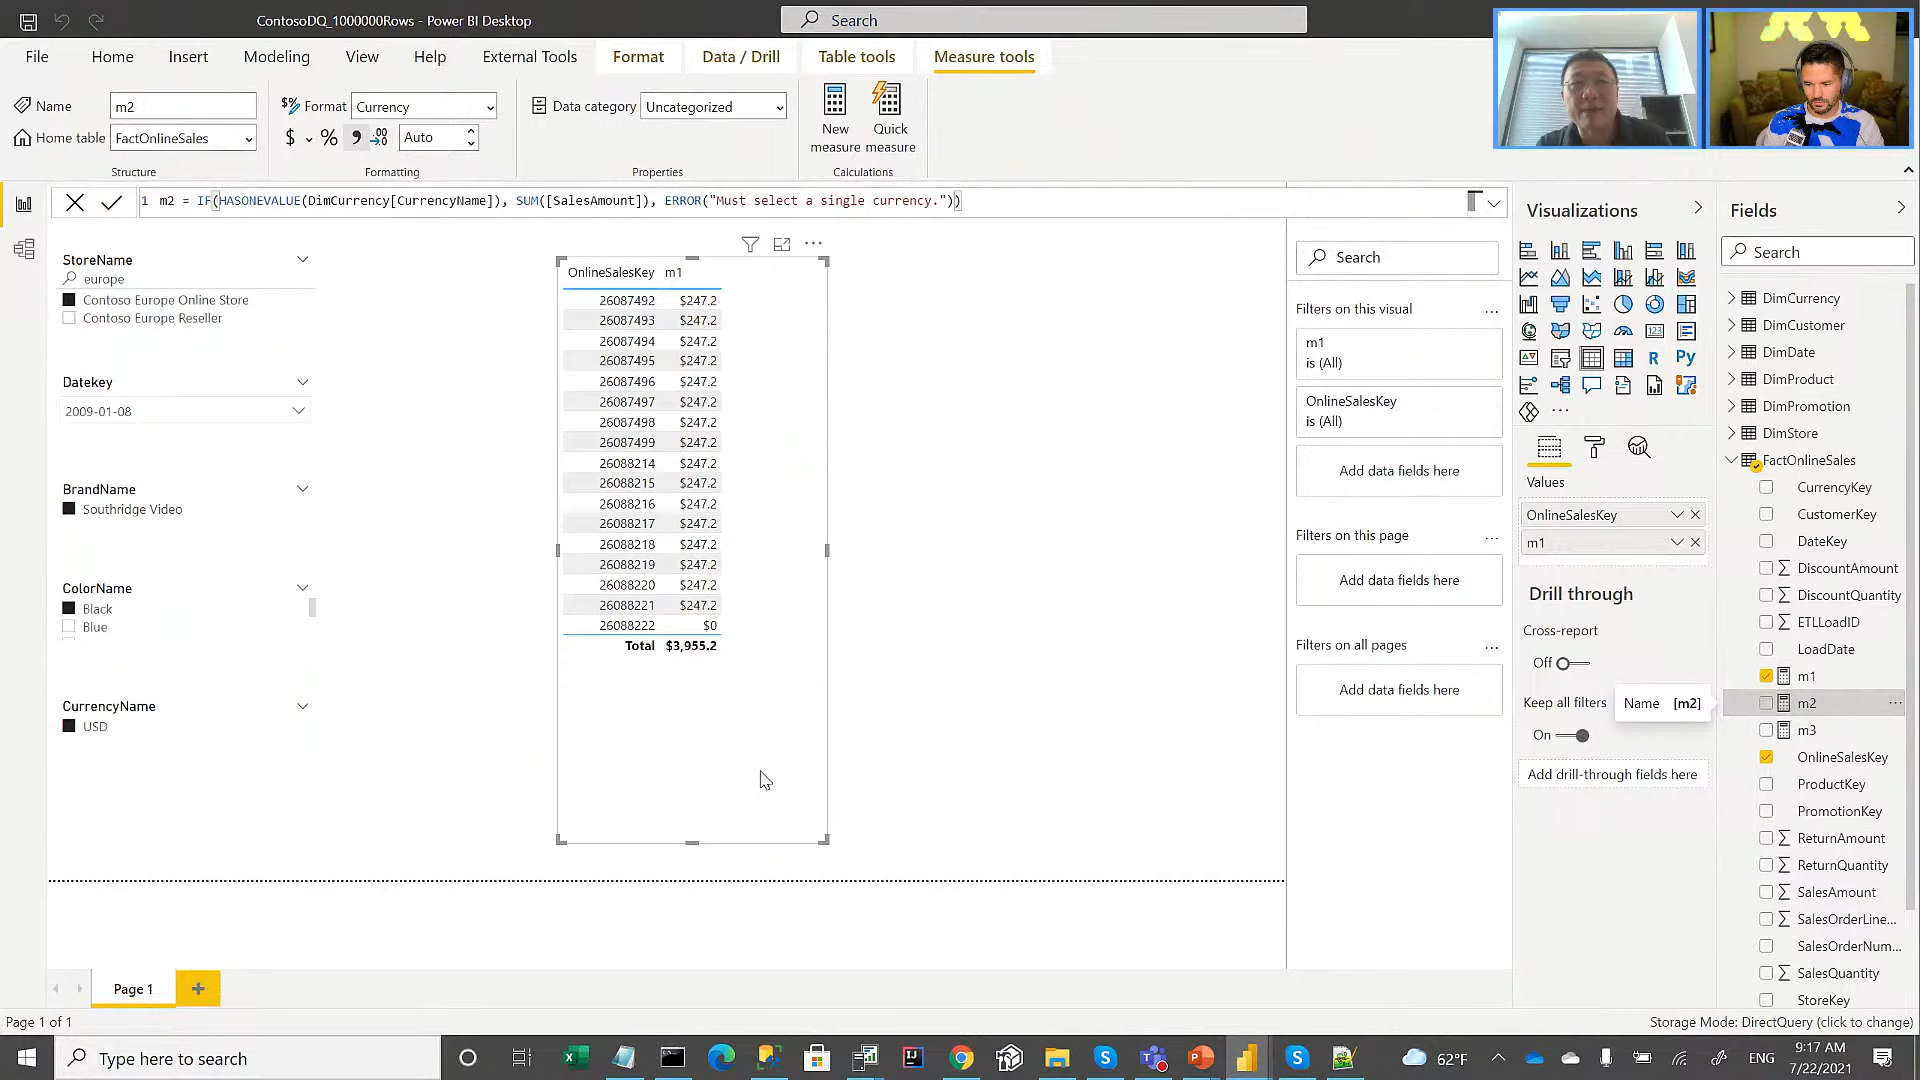 ContosoDQ_1000000Rows - Power BI Desktop
Search
File
Home
Insert
Modeling
View
Help
External Tools
Format
Data / Drill
Table tools
Measure tools
Name
m2
Home table
FactOnlineSales
Structure
Format
Currency
$ % 9 .00
Auto
Formatting
Data category
Uncategorized
Properties
New measure
Quick measure
Calculations
1 m2 = IF(HASONEVALUE(DimCurrency[CurrencyName]), SUM([SalesAmount]), ERROR("Must select a single currency."))
StoreName
europe
Contoso Europe Online Store
Contoso Europe Reseller
Datekey
2009-01-08
BrandName
Southridge Video
ColorName
Black
Blue
CurrencyName
USD
OnlineSalesKey m1
26087492 $247.2
26087493 $247.2
26087494 $247.2
26087495 $247.2
26087496 $247.2
26087497 $247.2
26087498 $247.2
26087499 $247.2
26088214 $247.2
26088215 $247.2
26088216 $247.2
26088217 $247.2
26088218 $247.2
26088219 $247.2
26088220 $247.2
26088221 $247.2
26088222 $0
Total $3,955.2
Search
Filters on this visual ...
m1
is (All)
OnlineSalesKey
is (All)
Add data fields here
Filters on this page ...
Add data fields here
Filters on all pages ...
Add data fields here
Visualizations
R Py
123
Values
OnlineSalesKey
m1
Drill through
Cross-report
Off
Keep all filters
On
Add drill-through fields here
Name [m2]
Fields
Search
DimCurrency
DimCustomer
DimDate
DimProduct
DimPromotion
DimStore
FactOnlineSales
CurrencyKey
CustomerKey
DateKey
DiscountAmount
DiscountQuantity
ETLLoadID
LoadDate
m1
m2
m3
OnlineSalesKey
ProductKey
PromotionKey
ReturnAmount
ReturnQuantity
SalesAmount
SalesOrderLine...
SalesOrderNum...
SalesQuantity
StoreKey
Page 1
Page 1 of 1
Storage Mode: DirectQuery (click to change)
Type here to search
62°F
ENG
9:17 AM
7/22/2021